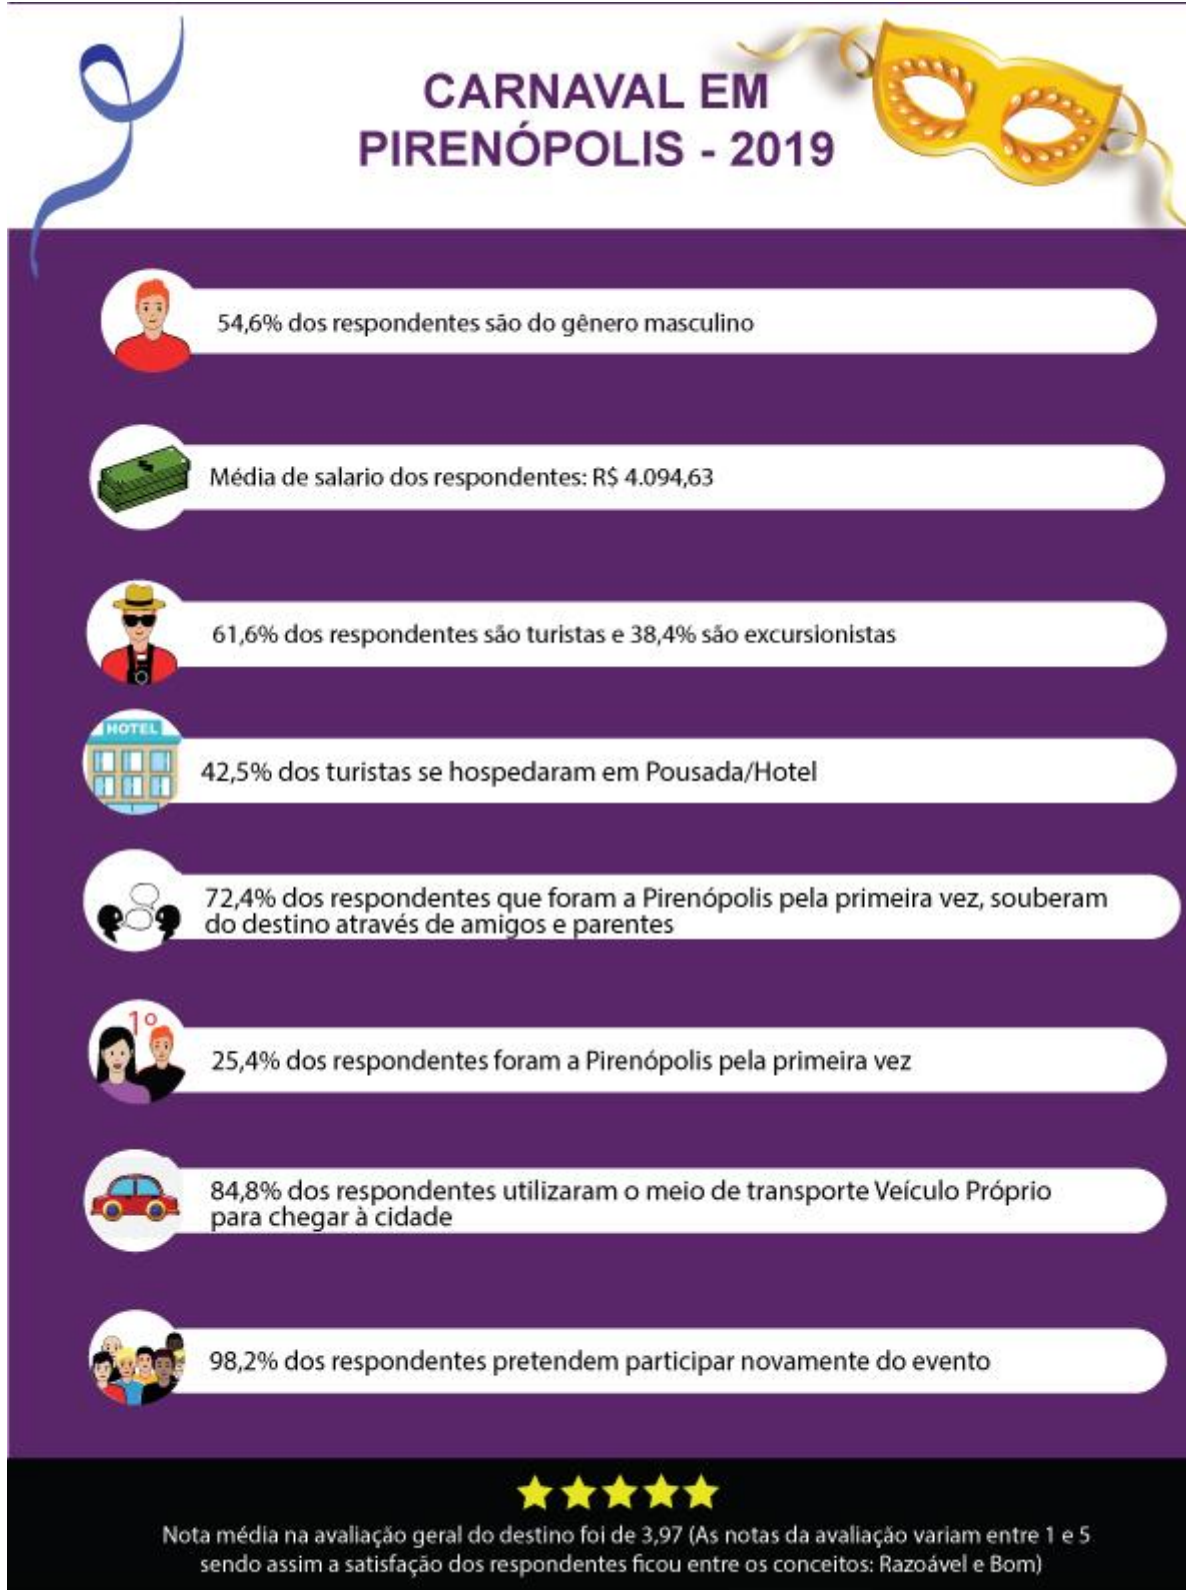 CARNAVAL EM
PIRENÓPOLIS - 2019
54,6% dos respondentes são do gênero masculino
Média de salario dos respondentes: R$ 4.094,63
61,6% dos respondentes são turistas e 38,4% são excursionistas
HOTEL
42,5% dos turistas se hospedaram em Pousada/Hotel
72,4% dos respondentes que foram a Pirenópolis pela primeira vez, souberam
do destino através de amigos e parentes
1º
25,4% dos respondentes foram a Pirenópolis pela primeira vez
84,8% dos respondentes utilizaram o meio de transporte Veículo Próprio
para chegar à cidade
98,2% dos respondentes pretendem participar novamente do evento
Nota média na avaliação geral do destino foi de 3,97 (As notas da avaliação variam entre 1 e 5
sendo assim a satisfação dos respondentes ficou entre os conceitos: Razoável e Bom)